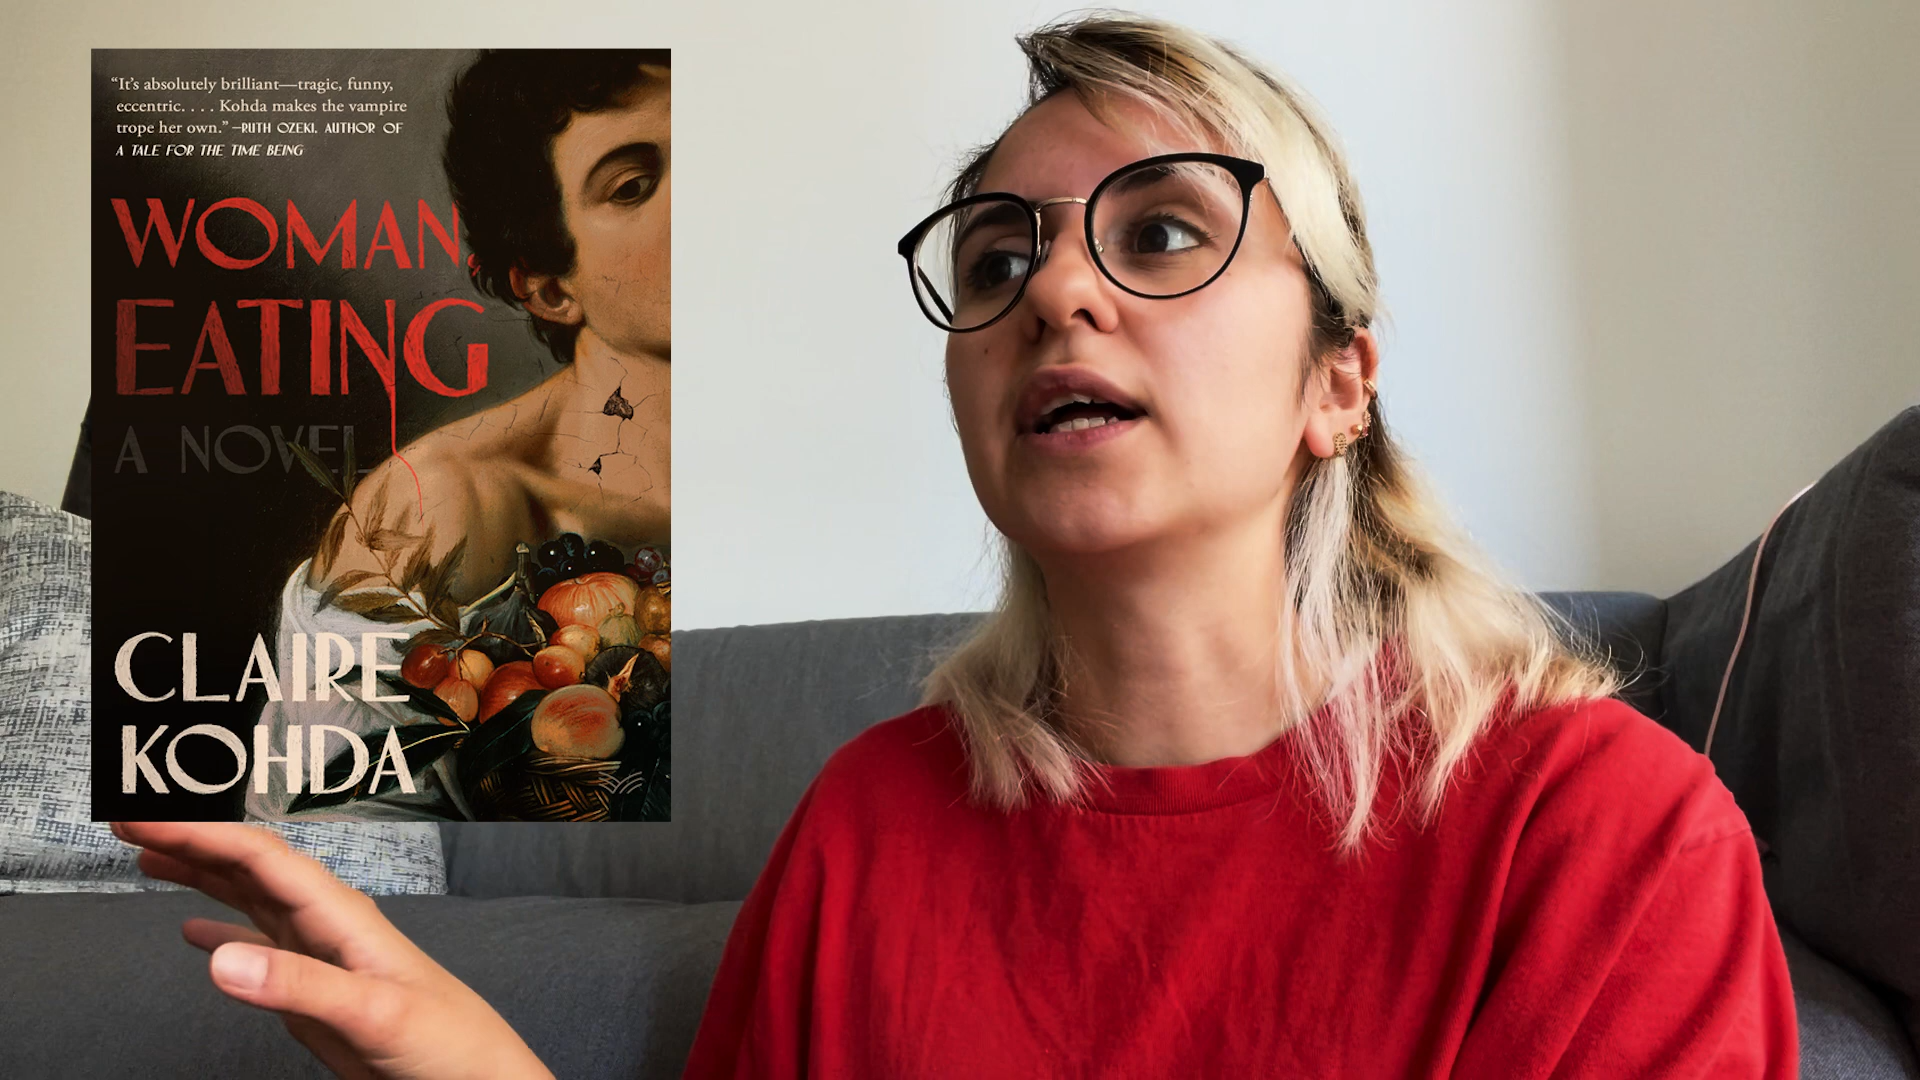 “It’s absolutely brilliant—tragic, funny,
eccentric. . . . Kohda makes the vampire
trope her own.” —RUTH OZEKI, AUTHOR OF
A TALE FOR THE TIME BEING
WOMAN,
EATING
A NOVEL
CLAIRE
KOHDA